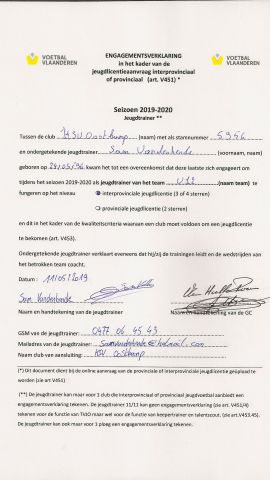 VOETBAL
VLAANDEREN
ENGAGEMENTSVERKLARING
in het kader van de
jeugdlicentieaanvraag interprovinciaal
of provinciaal (art. V451) *
VOETBAL
VLAANDEREN
Seizoen 2019-2020
Jeugdtrainer **
Tussen de club KSV Oostkamp (naam) met als stamnummer 5956
en ondergetekende jeugdtrainer Sam Vandenhende (voornaam, naam)
geboren op 29/05/96 kwam het tot een overeenkomst dat deze laatste zich engageert om
tijdens het seizoen 2019-2020 als jeugdtrainer van het team U12 (naam team) te
fungeren op het niveau interprovinciale jeugdlicentie (3 of 4 sterren)
O provinciale jeugdlicentie (2 sterren)
en dit in het kader van de kwaliteitscriteria waaraan een club moet voldoen om een jeugdlicentie
te bekomen (art. V453).
Ondergetekende jeugdtrainer verklaart eveneens dat hij/zij de trainingen leidt en de wedstrijden van
het betrokken team coacht.
Datum : 11/05/2019
Sam Vandenhende
Naam en handtekening van de jeugdtrainer
Naam en handtekening van de GC
GSM van de jeugdtrainer: 0477 06 45 43
Mailadres van de jeugdtrainer: samvandenhende@hotmail.com
Naam club van aansluiting: KSV Oostkamp
(*) Dit document dient bij de online aanvraag van de provinciale of interprovinciale jeugdlicentie geüpload te
worden (zie art V451)
(**) De jeugdtrainer kan maar voor 1 club die interprovinciaal of provinciaal jeugdvoetbal aanbiedt een
engagementsverklaring tekenen. De jeugdtrainer 11/11 kan geen engagementsverklaring (zie art. V451/4)
tekenen voor de functie van TVJO maar wel voor de functie van keepertrainer en talentscout. (zie art V453.45).
De jeugdtrainer kan ook maar voor 1 ploeg een engagementsverklaring tekenen.